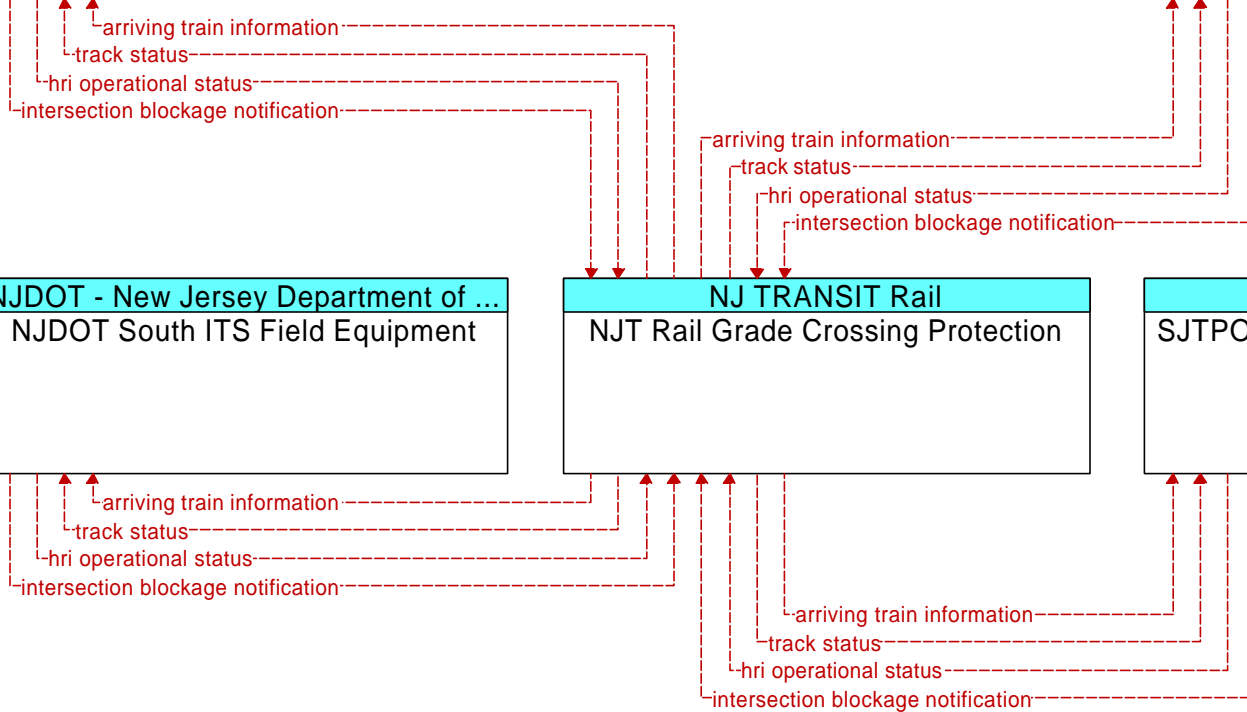 arriving train information
track status
hri operational status
intersection blockage notification
arriving train information
track status
hri operational status
intersection blockage notification
NJDOT - New Jersey Department of ...
NJDOT South ITS Field Equipment
NJ TRANSIT Rail
NJT Rail Grade Crossing Protection
SJTPO
arriving train information
track status
hri operational status
intersection blockage notification
arriving train information
track status
hri operational status
intersection blockage notification